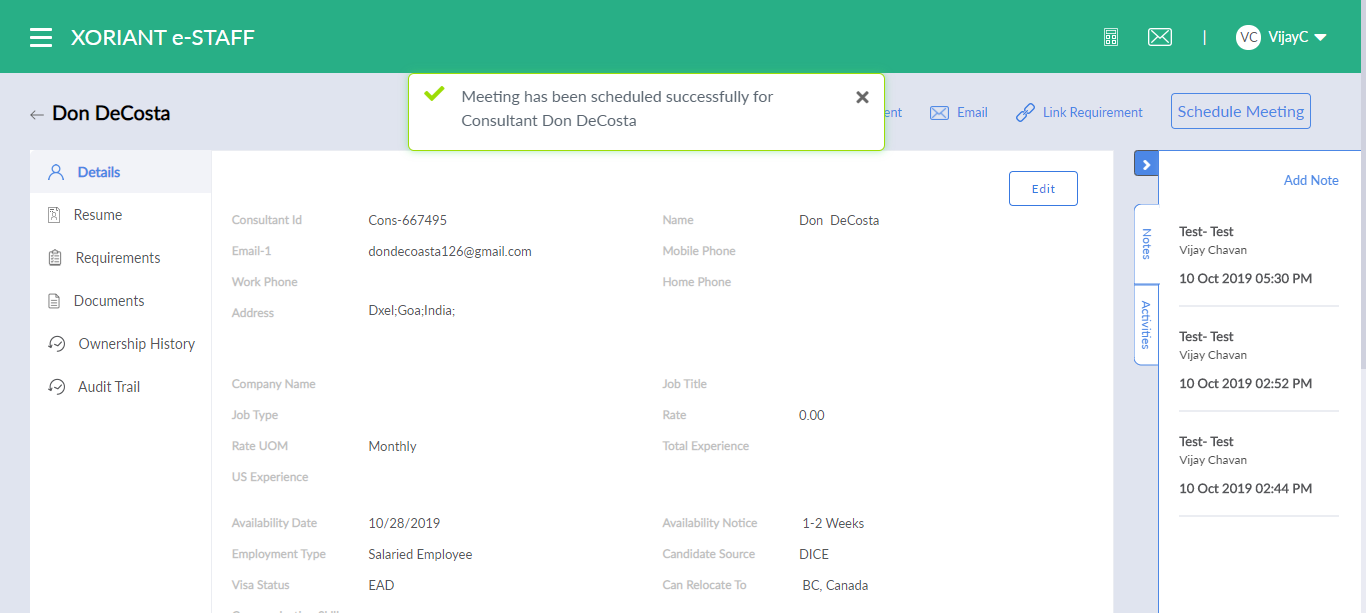 XORIANT e-STAFF
VC VijayC
Don DeCosta
Meeting has been scheduled successfully for
Consultant Don DeCosta
Email
Link Requirement
Schedule Meeting
Details
Resume
Requirements
Documents
Ownership History
Audit Trail
Edit
Consultant Id Cons-667495 Name Don DeCosta
Email-1 dondecoasta126@gmail.com Mobile Phone
Work Phone Home Phone
Address Dxel;Goa;India;
Company Name Job Title
Job Type Rate 0.00
Rate UOM Monthly Total Experience
US Experience
Availability Date 10/28/2019 Availability Notice 1-2 Weeks
Employment Type Salaried Employee Candidate Source DICE
Visa Status EAD Can Relocate To BC, Canada
Notes
Activities
Add Note
Test- Test
Vijay Chavan
10 Oct 2019 05:30 PM
Test- Test
Vijay Chavan
10 Oct 2019 02:52 PM
Test- Test
Vijay Chavan
10 Oct 2019 02:44 PM